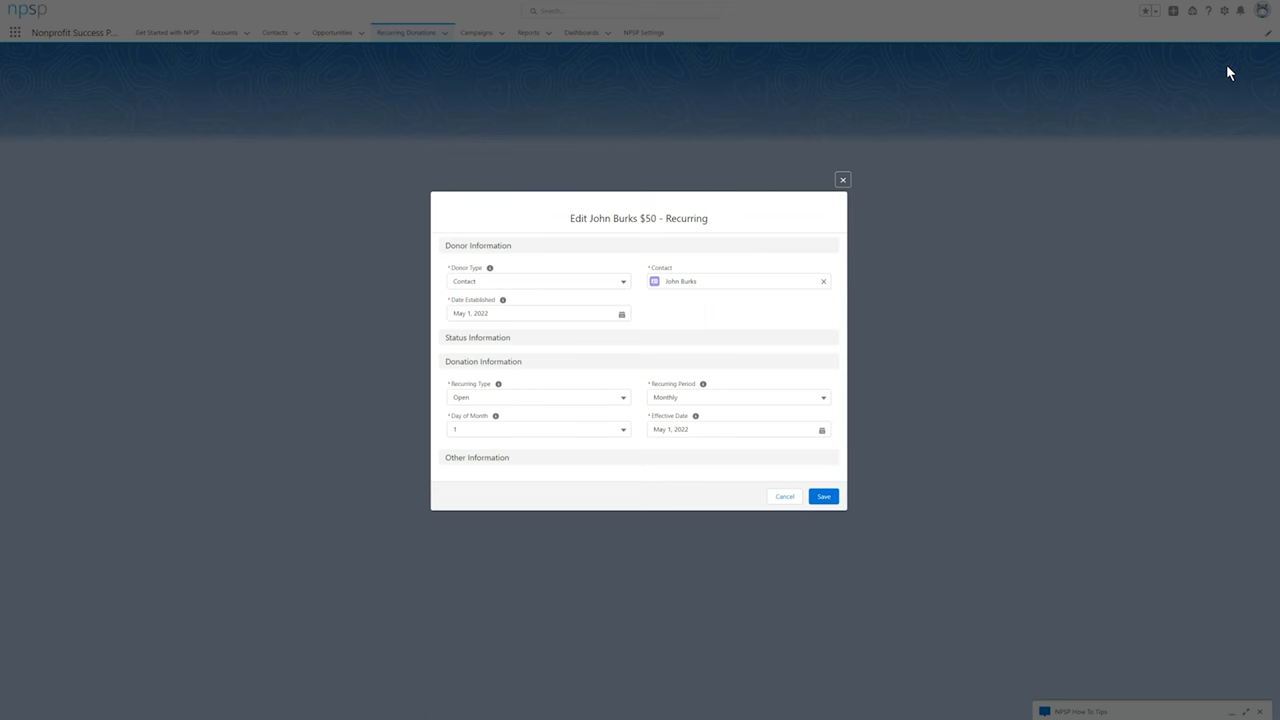 npsp
Search...
Nonprofit Success P... Get Started with NPSP Accounts Contacts Opportunities Recurring Donations Campaigns Reports Dashboards NPSP Settings
Edit John Burks $50 - Recurring
Donor Information
* Donor Type * Contact
Contact John Burks
* Date Established
May 1, 2022
Status Information
Donation Information
* Recurring Type * Recurring Period
Open Monthly
* Day of Month * Effective Date
1 May 1, 2022
Other Information
Cancel Save
NPSP How To Tips